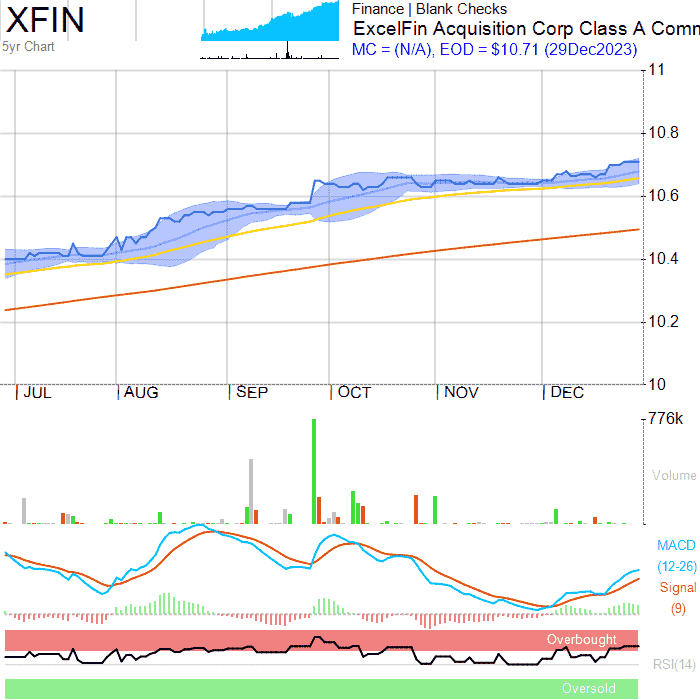 XFIN
5yr Chart
Finance | Blank Checks
ExcelFin Acquisition Corp Class A Comm
MC = (N/A), EOD = $10.71 (29Dec2023)
11
10.8
10.6
10.4
10.2
10
JUL AUG SEP OCT NOV DEC
776k
Volume
MACD
(12-26)
Signal
(9)
Overbought
RSI(14)
Oversold